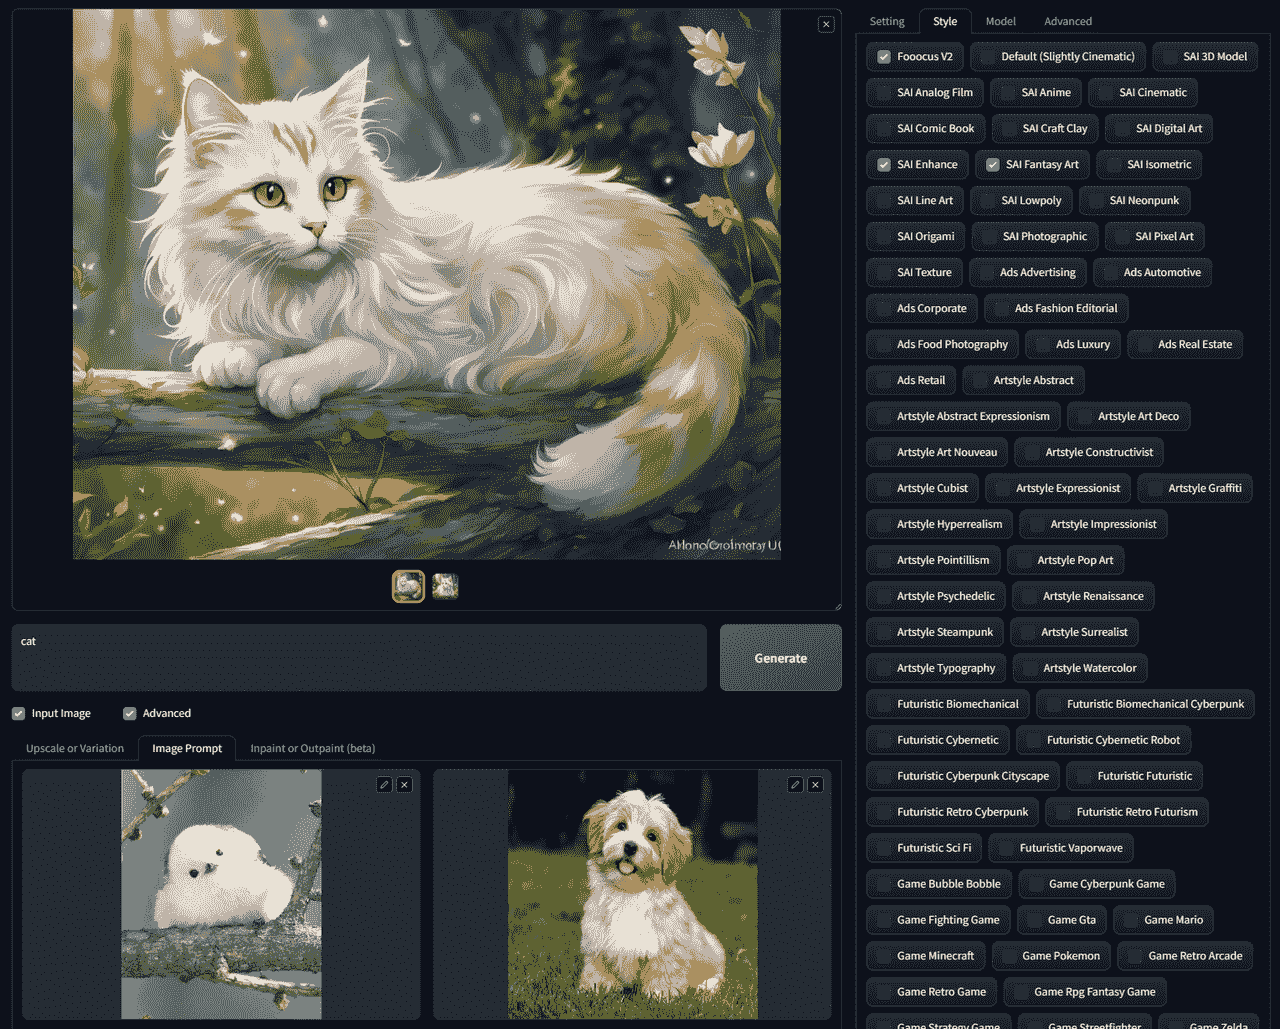 Setting Style Model Advanced
Fooocus V2 Default (Slightly Cinematic) SAI 3D Model
SAI Analog Film SAI Anime SAI Cinematic
SAI Comic Book SAI Craft Clay SAI Digital Art
SAI Enhance SAI Fantasy Art SAI Isometric
SAI Line Art SAI Lowpoly SAI Neonpunk
SAI Origami SAI Photographic SAI Pixel Art
SAI Texture Ads Advertising Ads Automotive
Ads Corporate Ads Fashion Editorial
Ads Food Photography Ads Luxury Ads Real Estate
Ads Retail Artstyle Abstract
Artstyle Abstract Expressionism Artstyle Art Deco
Artstyle Art Nouveau Artstyle Constructivist
Artstyle Cubist Artstyle Expressionist Artstyle Graffiti
Artstyle Hyperrealism Artstyle Impressionist
Artstyle Pointillism Artstyle Pop Art
Artstyle Psychedelic Artstyle Renaissance
Artstyle Steampunk Artstyle Surrealist
Artstyle Typography Artstyle Watercolor
Futuristic Biomechanical Futuristic Biomechanical Cyberpunk
Futuristic Cybernetic Futuristic Cybernetic Robot
Futuristic Cyberpunk Cityscape Futuristic Futuristic
Futuristic Retro Cyberpunk Futuristic Retro Futurism
Futuristic Sci Fi Futuristic Vaporwave
Game Bubble Bobble Game Cyberpunk Game
Game Fighting Game Game Gta Game Mario
Game Minecraft Game Pokemon Game Retro Arcade
Game Retro Game Game Rpg Fantasy Game
Game Strategy Game Game Streetfighter Game Zelda
cat
Generate
Input Image Advanced
Upscale or Variation Image Prompt Inpaint or Outpaint (beta)